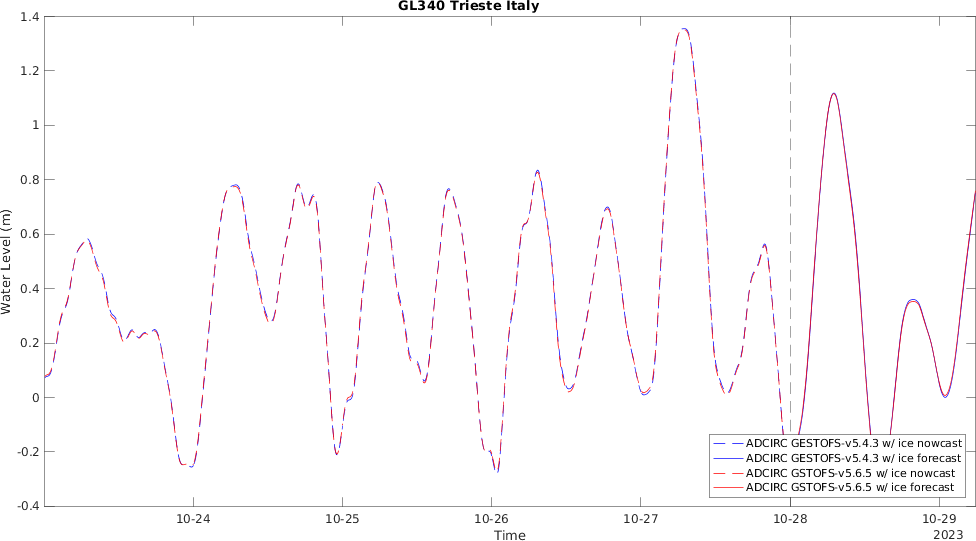 GL340 Trieste Italy
1.4
1.2
1
0.8
0.6
0.4
0.2
0
-0.2
-0.4
Water Level (m)
10-24
10-25
10-26
10-27
10-28
10-29
2023
Time
ADCIRC GESTOFS-v5.4.3 w/ ice nowcast
ADCIRC GESTOFS-v5.4.3 w/ ice forecast
ADCIRC GSTOFS-v5.6.5 w/ ice nowcast
ADCIRC GSTOFS-v5.6.5 w/ ice forecast